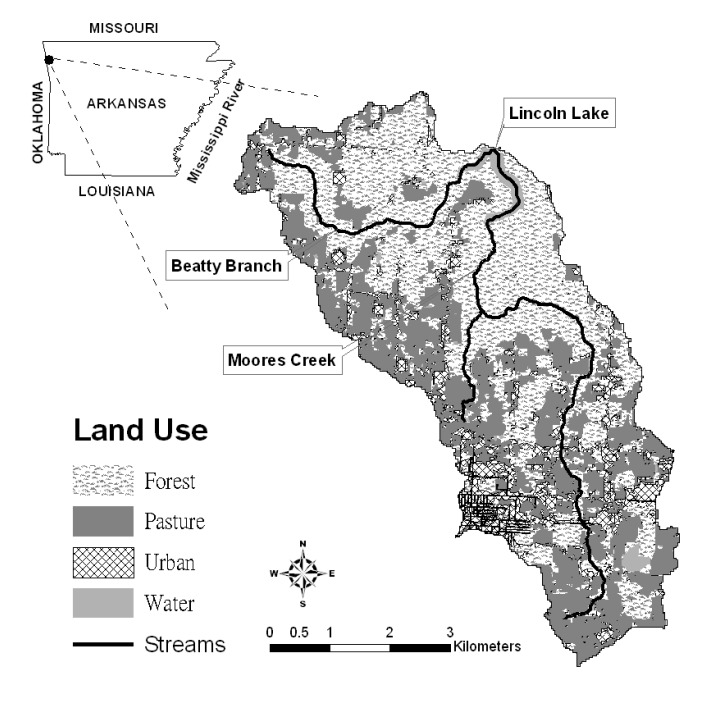 MISSOURI
OKLAHOMA
ARKANSAS
Mississippi River
LOUISIANA
Lincoln Lake
Beatty Branch
Moores Creek
Land Use
Forest
Pasture
Urban
Water
Streams
N
W E
S
0 0.5 1 2 3
Kilometers